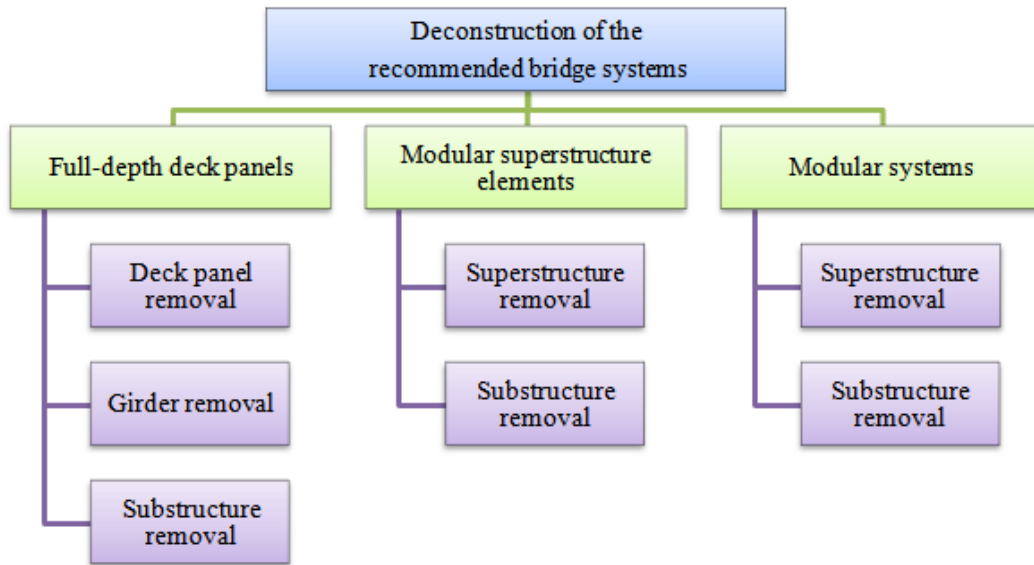 Deconstruction of the
recommended bridge systems
Full-depth deck panels
Modular superstructure
elements
Modular systems
Deck panel
removal
Girder removal
Substructure
removal
Superstructure
removal
Substructure
removal
Superstructure
removal
Substructure
removal